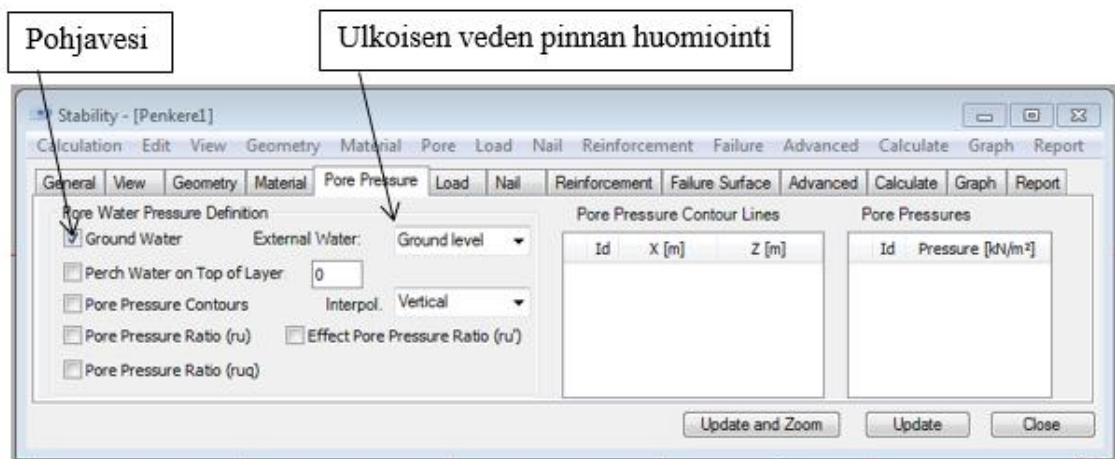 Pohjavesi
Ulkoisen veden pinnan huomiointi
Stability - [Penkere1]
Calculation Edit View Geometry Material Pore Load Nail Reinforcement Failure Advanced Calculate Graph Report
General View Geometry Material Pore Pressure Load Nail Reinforcement Failure Surface Advanced Calculate Graph Report
Pore Water Pressure Definition
Ground Water External Water: Ground level
Perch Water on Top of Layer 0
Pore Pressure Contours Interpol. Vertical
Pore Pressure Ratio (ru) Effect Pore Pressure Ratio (ru')
Pore Pressure Ratio (ruq)
Pore Pressure Contour Lines
Id X [m] Z [m]
Pore Pressures
Id Pressure [kN/m²]
Update and Zoom Update Close